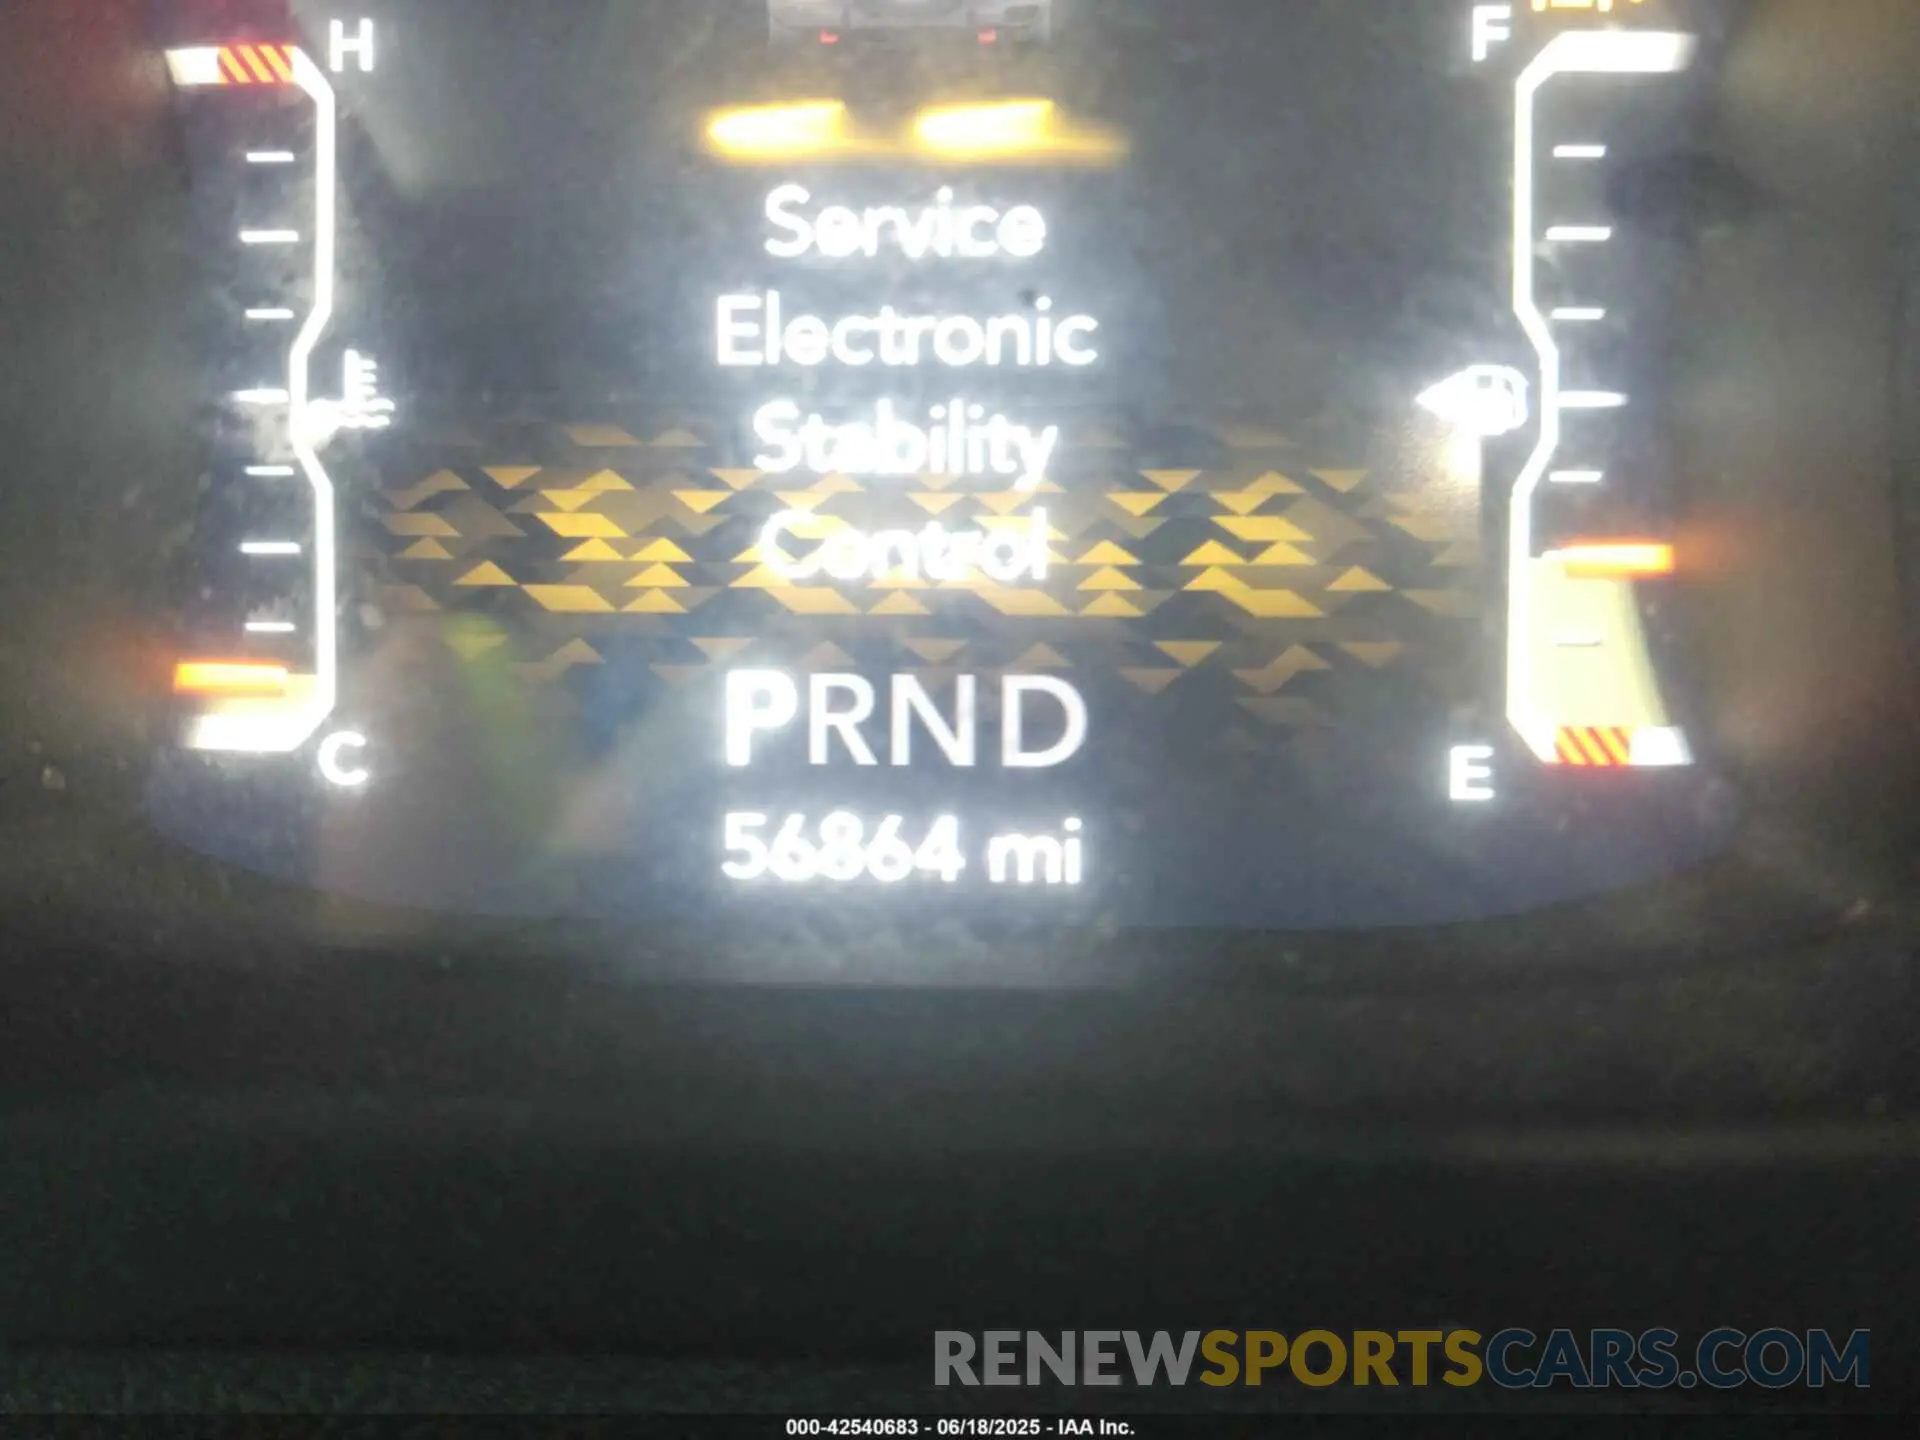 H
F
Service
Electronic
Stability
Control
PRND
C
E
56864 mi
RENEWSPORTSCARS.COM
000-42540683 - 06/18/2025 - IAA Inc.